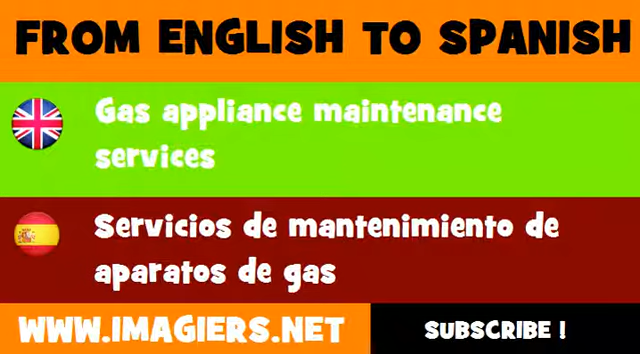 FROM ENGLISH TO SPANISH
Gas appliance maintenance
services
Servicios de mantenimiento de
aparatos de gas
WWW.IMAGIERS.NET
SUBSCRIBE !